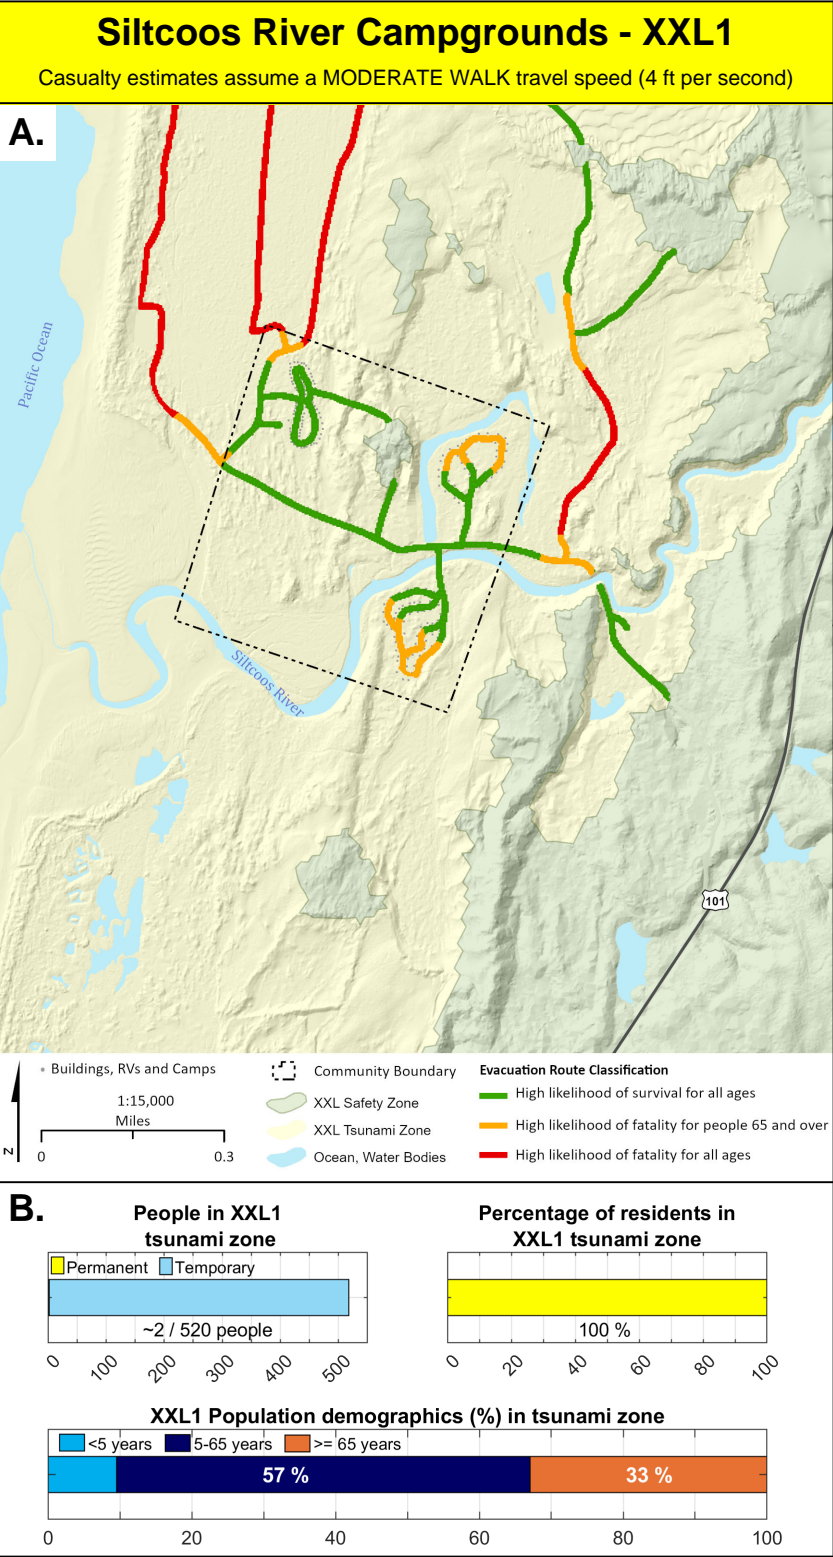 Siltcoos River Campgrounds - XXL1
Casualty estimates assume a MODERATE WALK travel speed (4 ft per second)
A.
Pacific Ocean
Siltcoos River
101
Buildings, RVs and Camps
1:15,000
Miles
0 0.3
N
Community Boundary
XXL Safety Zone
XXL Tsunami Zone
Ocean, Water Bodies
Evacuation Route Classification
High likelihood of survival for all ages
High likelihood of fatality for people 65 and over
High likelihood of fatality for all ages
B.
People in XXL1
tsunami zone
Permanent Temporary
~2 / 520 people
0 100 200 300 400 500
Percentage of residents in
XXL1 tsunami zone
100 %
0 20 40 60 80 100
XXL1 Population demographics (%) in tsunami zone
<5 years 5-65 years >= 65 years
57 % 33 %
0 20 40 60 80 100